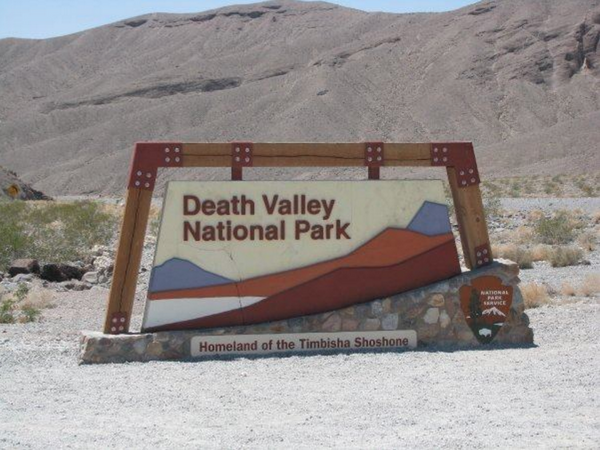 Death Valley
National Park
NATIONAL
PARK
SERVICE
Homeland of the Timbisha Shoshone